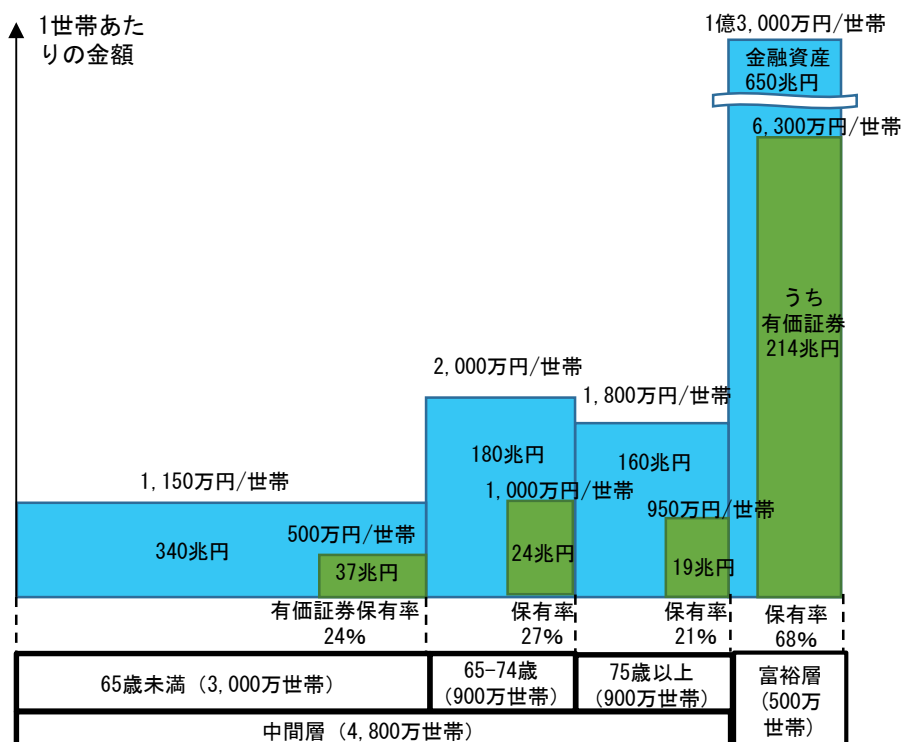 1世帯あた
りの金額
1億3,000万円/世帯
金融資産
650兆円
6,300万円/世帯
うち
有価証券
214兆円
2,000万円/世帯
1,800万円/世帯
180兆円
160兆円
1,150万円/世帯
1,000万円/世帯
950万円/世帯
500万円/世帯
340兆円
37兆円
24兆円
19兆円
有価証券保有率
24%
保有率
27%
保有率
21%
保有率
68%
65歳未満（3,000万世帯）
65-74歳
（900万世帯）
75歳以上
（900万世帯）
富裕層
（500万
世帯）
中間層（4,800万世帯）